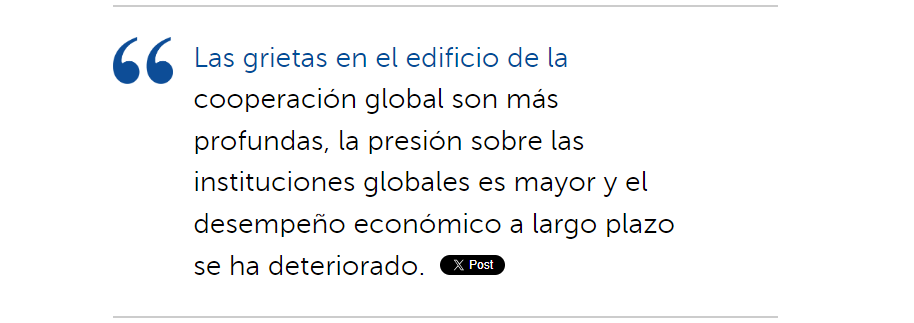 “ Las grietas en el edificio de la
cooperación global son más
profundas, la presión sobre las
instituciones globales es mayor y el
desempeño económico a largo plazo
se ha deteriorado. X Post